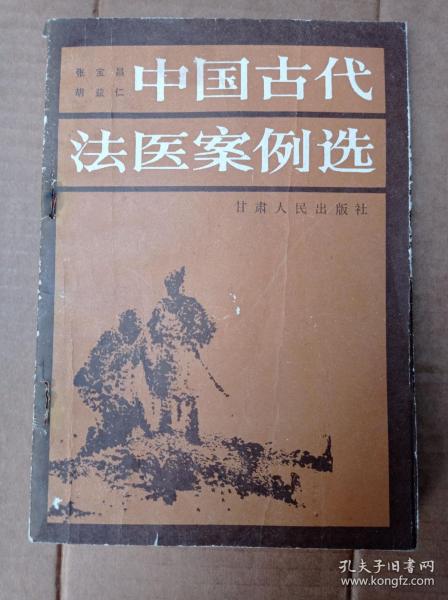 张宝昌
胡益仁
中国古代
法医案例选
甘肃人民出版社
孔夫子旧书网
www.kongfz.com